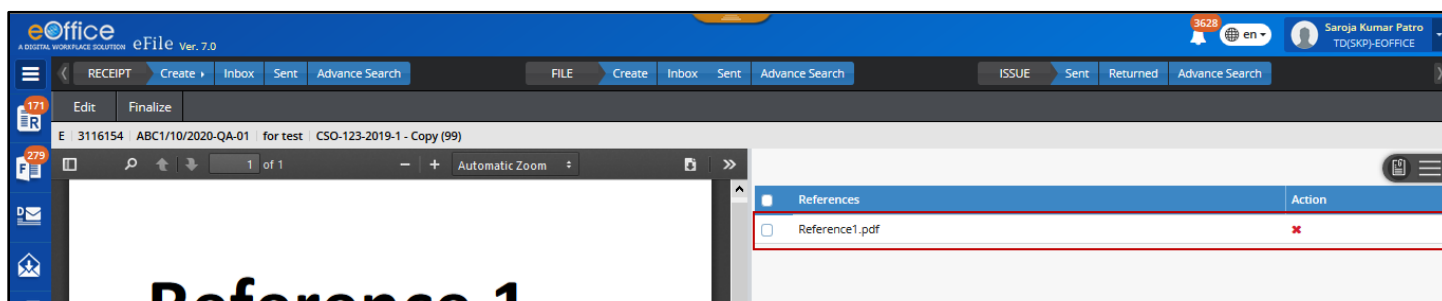 eOffice
A DIGITAL WORKPLACE SOLUTION eFile Ver. 7.0
3628 en Saroja Kumar Patro
TD(SKP)-EOFFICE
RECEIPT Create Inbox Sent Advance Search FILE Create Inbox Sent Advance Search ISSUE Sent Returned Advance Search
171 R Edit Finalize
E 3116154 ABC1/10/2020-QA-01 for test CSO-123-2019-1 - Copy (99)
279 F 1 of 1 Automatic Zoom
References Action
D Reference1.pdf
Reference 1